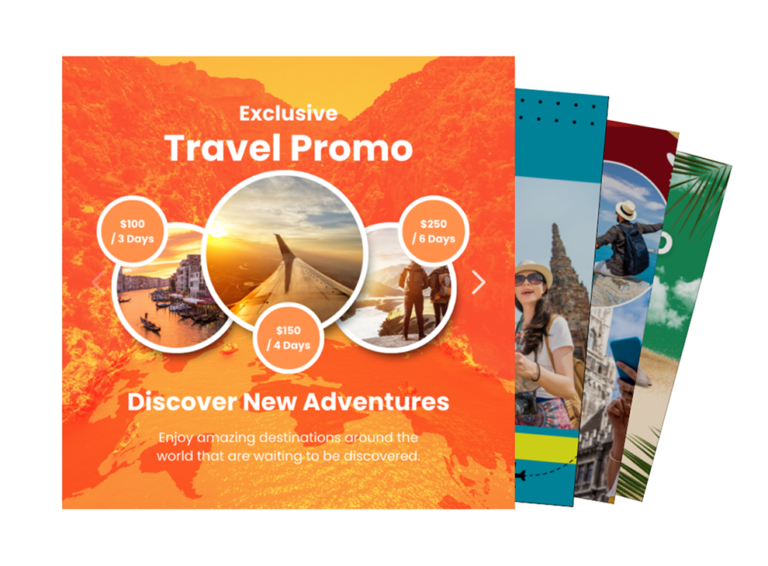 Exclusive
Travel Promo
$100
/ 3 Days
$250
/ 6 Days
$150
/ 4 Days
Discover New Adventures
Enjoy amazing destinations around the
world that are waiting to be discovered.